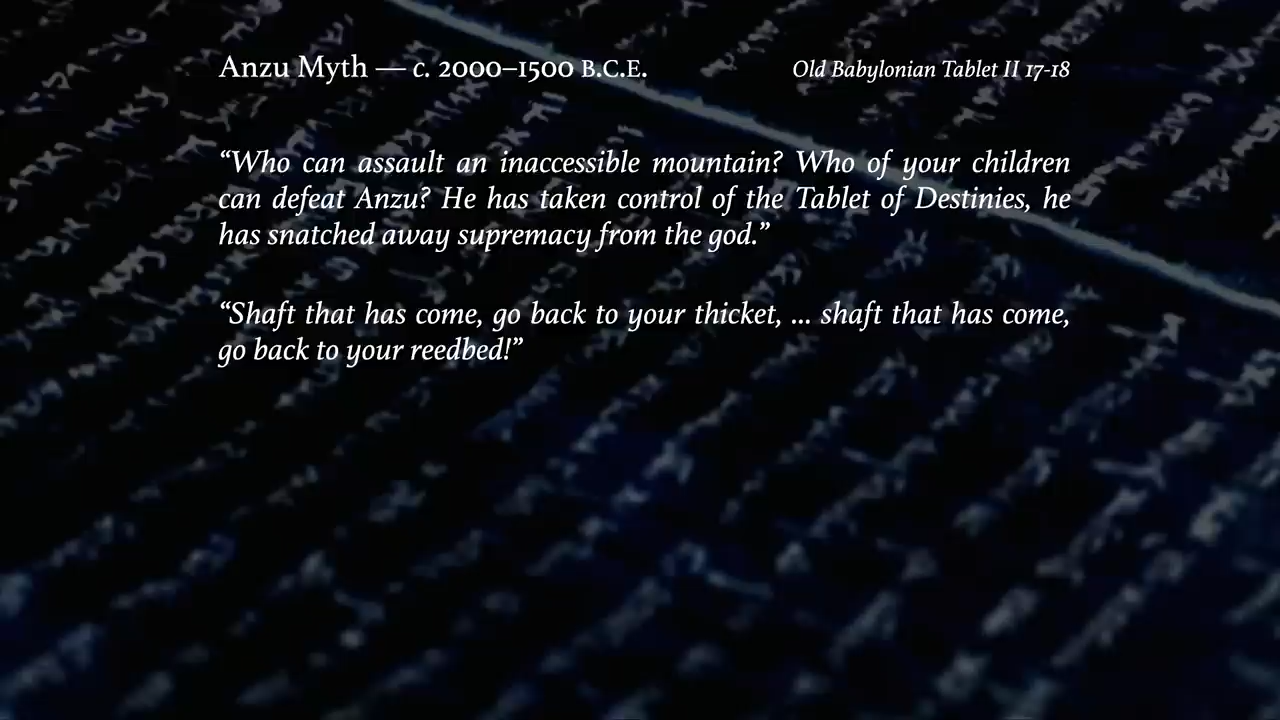 Anzu Myth — c. 2000–1500 B.C.E.
Old Babylonian Tablet II 17-18
“Who can assault an inaccessible mountain? Who of your children
can defeat Anzu? He has taken control of the Tablet of Destinies, he
has snatched away supremacy from the god.”
“Shaft that has come, go back to your thicket, ... shaft that has come,
go back to your reedbed!”